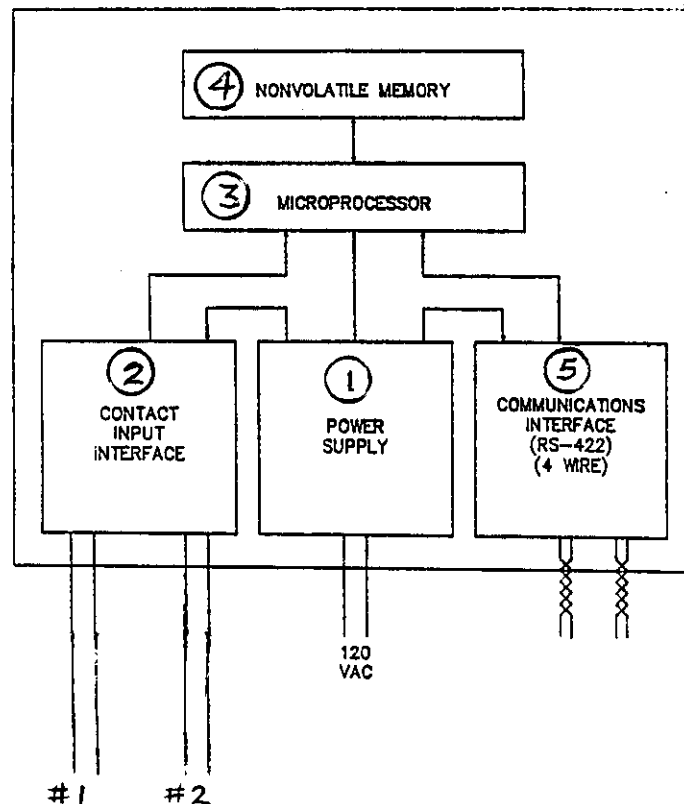 4 NONVOLATILE MEMORY
3 MICROPROCESSOR
2
CONTACT
INPUT
INTERFACE
1
POWER
SUPPLY
5
COMMUNICATIONS
INTERFACE
(RS-422)
(4 WIRE)
120
VAC
#1 #2